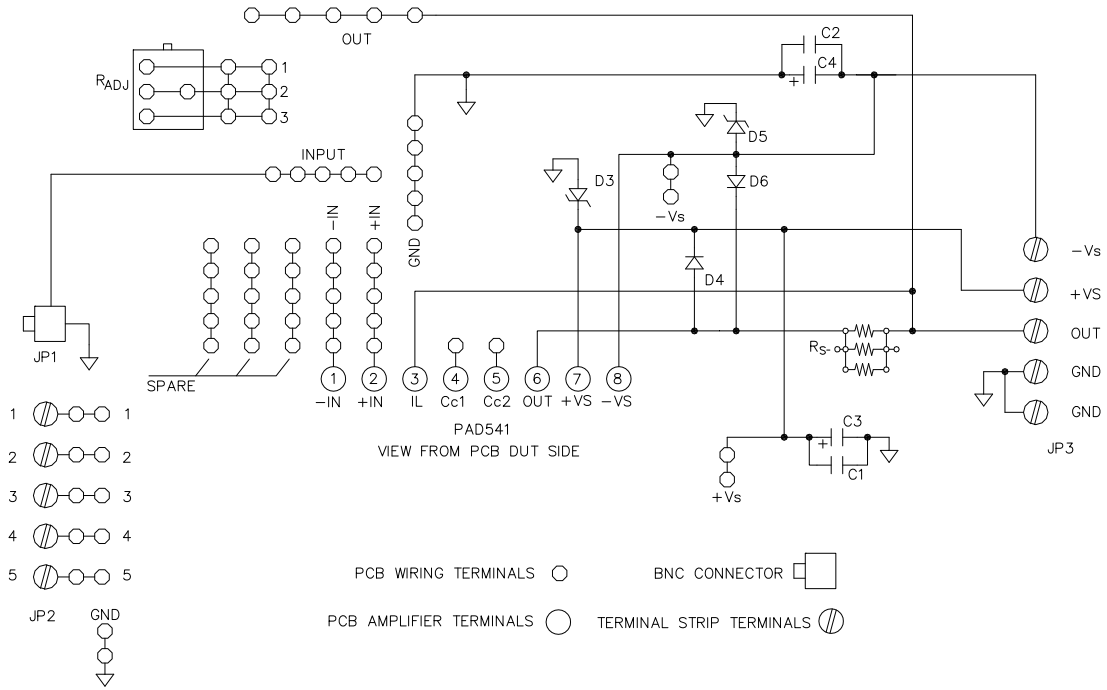 OUT
C2
C4
+
RADJ
1
2
3
D5
INPUT
D3
D6
-Vs
-IN
+IN
GND
-Vs
D4
+VS
JP1
RS-
OUT
SPARE
1
2
3
4
5
6
7
8
GND
-IN
+IN
IL
Cc1
Cc2
OUT
+VS
-VS
1
1
GND
PAD541
C3
+
VIEW FROM PCB DUT SIDE
JP3
2
2
C1
+Vs
3
3
4
4
5
5
PCB WIRING TERMINALS
BNC CONNECTOR
JP2
GND
PCB AMPLIFIER TERMINALS
TERMINAL STRIP TERMINALS